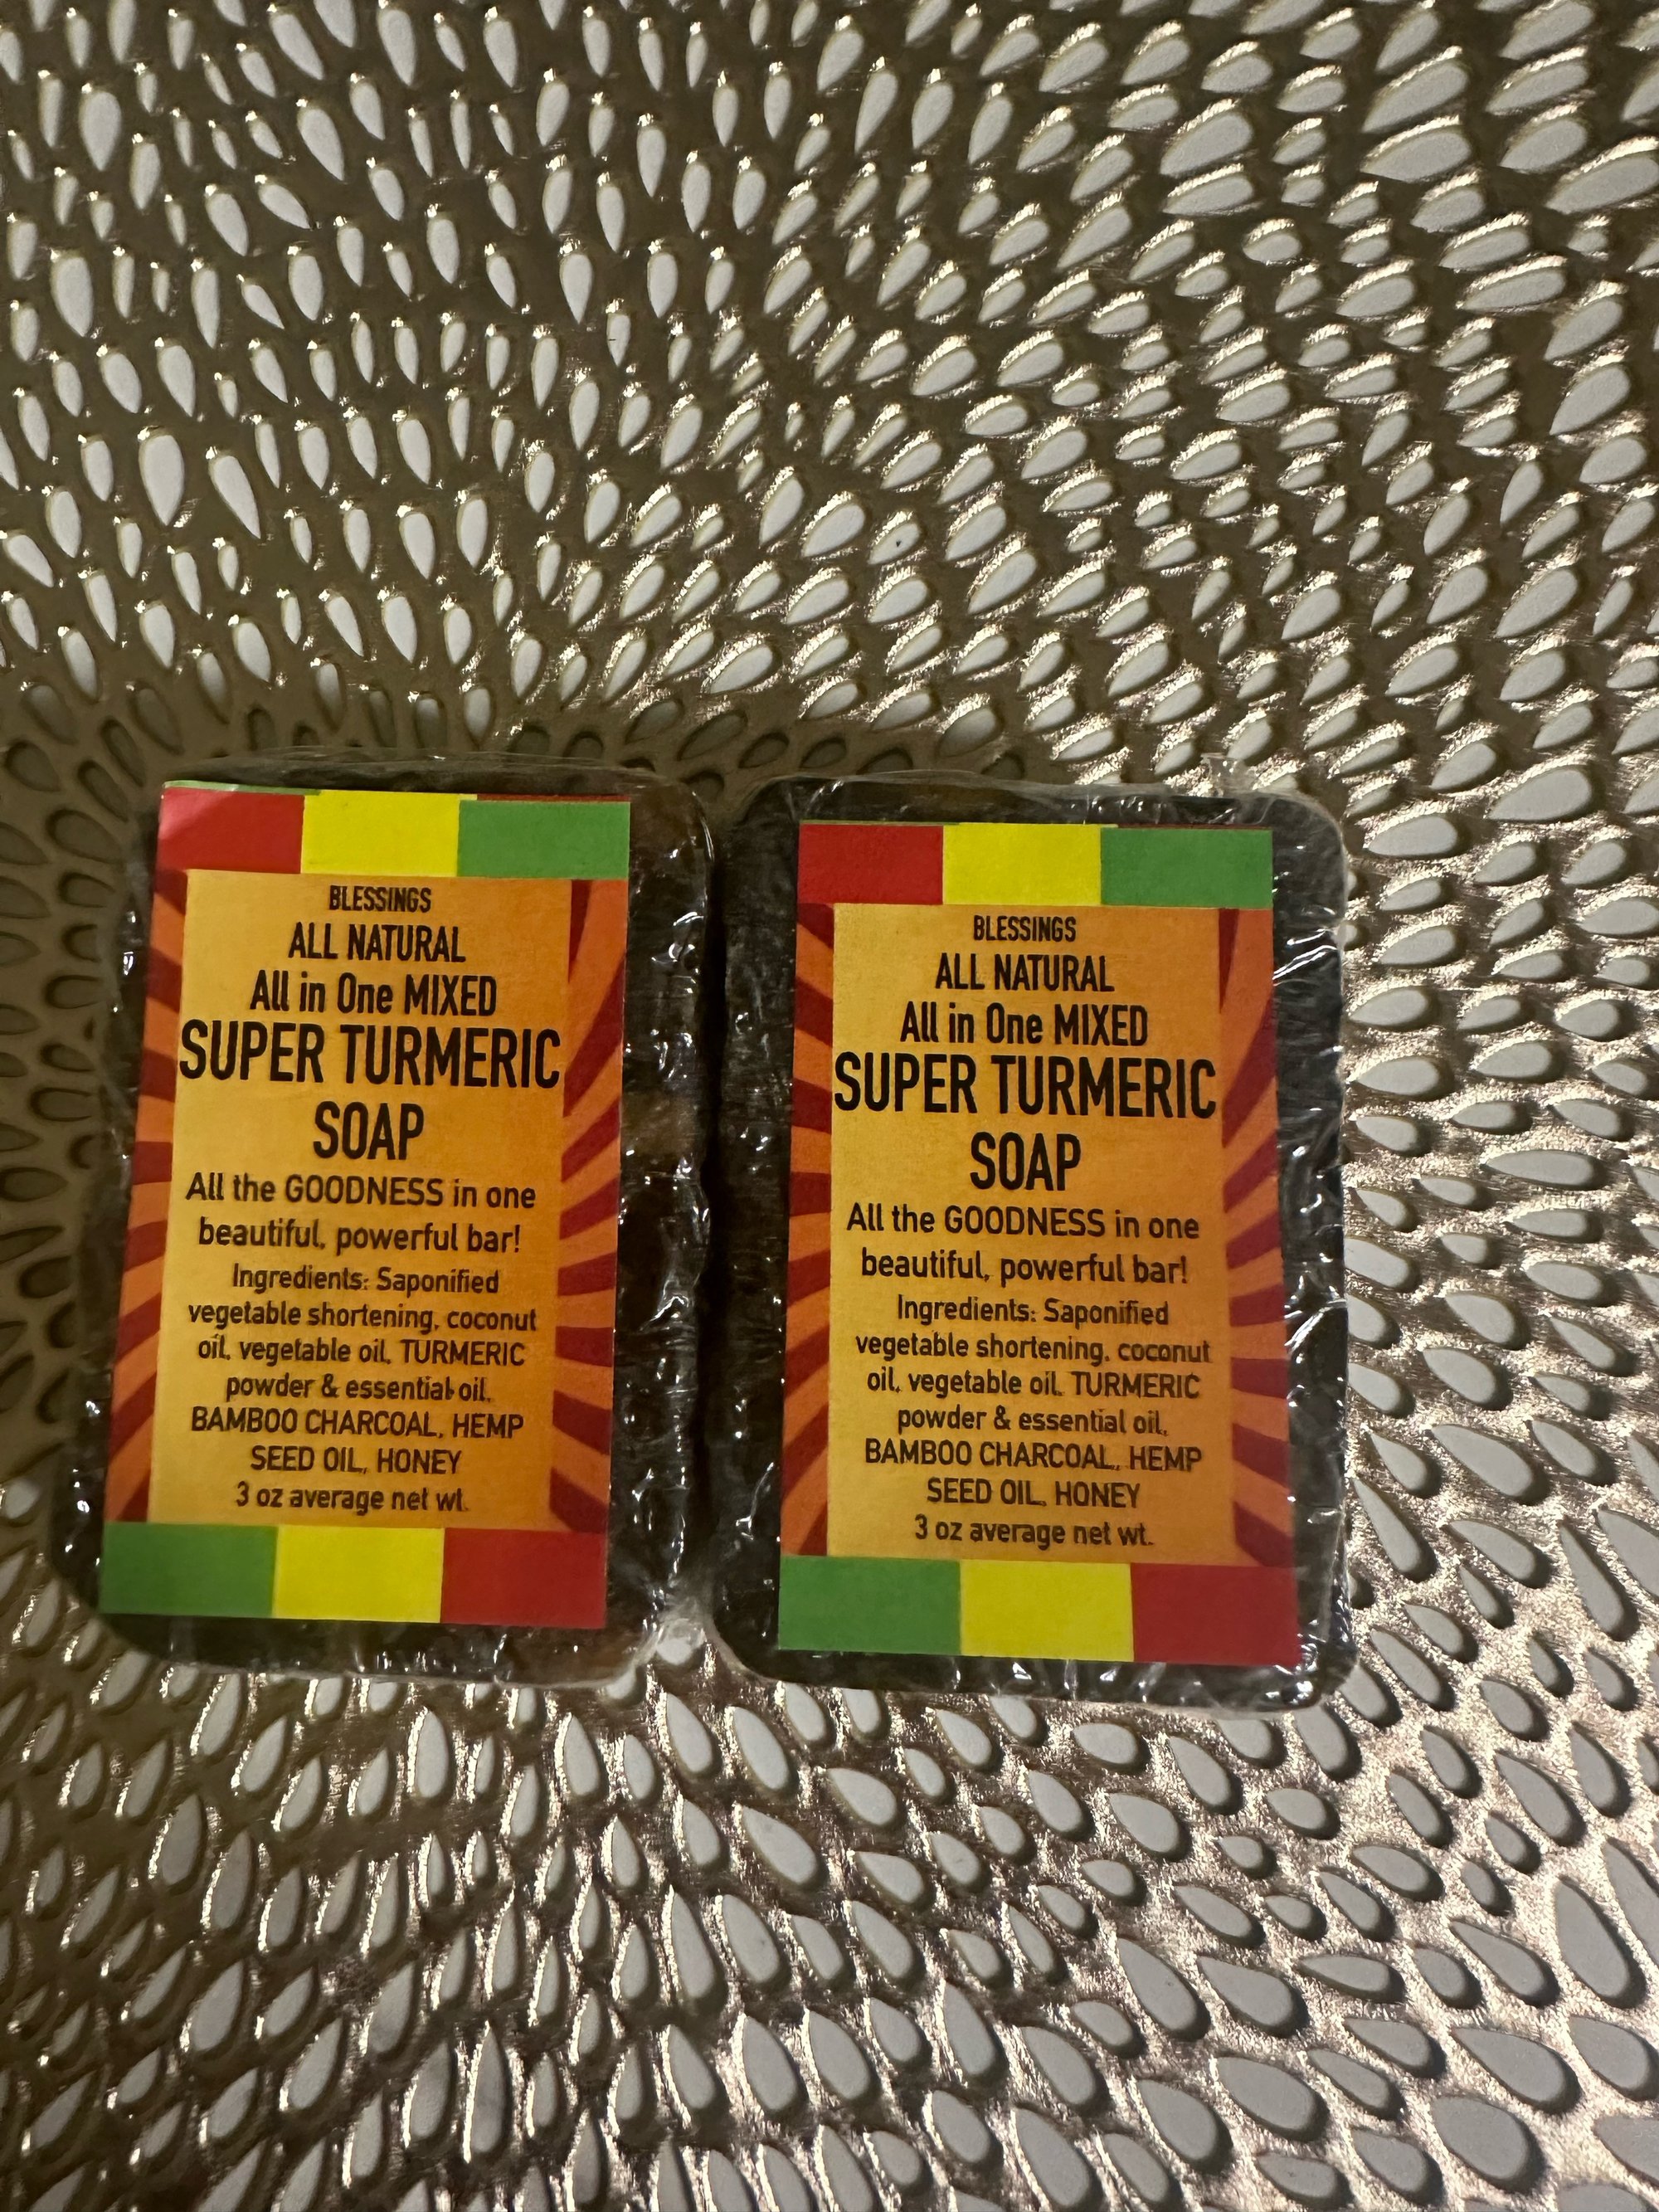 BLESSINGS
ALL NATURAL
All in One MIXED
SUPER TURMERIC
SOAP
All the GOODNESS in one
beautiful, powerful bar!
Ingredients: Saponified
vegetable shortening, coconut
oil, vegetable oil, TURMERIC
powder & essential oil,
BAMBOO CHARCOAL, HEMP
SEED OIL, HONEY
3 oz average net wt.
BLESSINGS
ALL NATURAL
All in One MIXED
SUPER TURMERIC
SOAP
All the GOODNESS in one
beautiful, powerful bar!
Ingredients: Saponified
vegetable shortening, coconut
oil, vegetable oil, TURMERIC
powder & essential oil,
BAMBOO CHARCOAL, HEMP
SEED OIL, HONEY
3 oz average net wt.